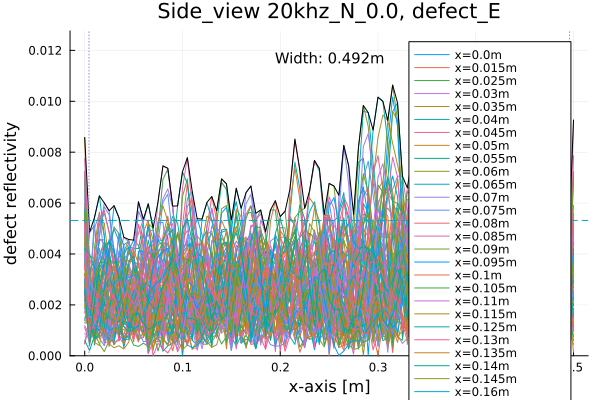 Side_view 20khz_N_0.0, defect_E
Width: 0.492m
defect reflectivity
0.012
0.010
0.008
0.006
0.004
0.002
0.000
0.0
0.1
0.2
0.3
.5
x-axis [m]
x=0.0m
x=0.015m
x=0.025m
x=0.03m
x=0.035m
x=0.04m
x=0.045m
x=0.05m
x=0.055m
x=0.06m
x=0.065m
x=0.07m
x=0.075m
x=0.08m
x=0.085m
x=0.09m
x=0.095m
x=0.1m
x=0.105m
x=0.11m
x=0.115m
x=0.125m
x=0.13m
x=0.135m
x=0.14m
x=0.145m
x=0.16m